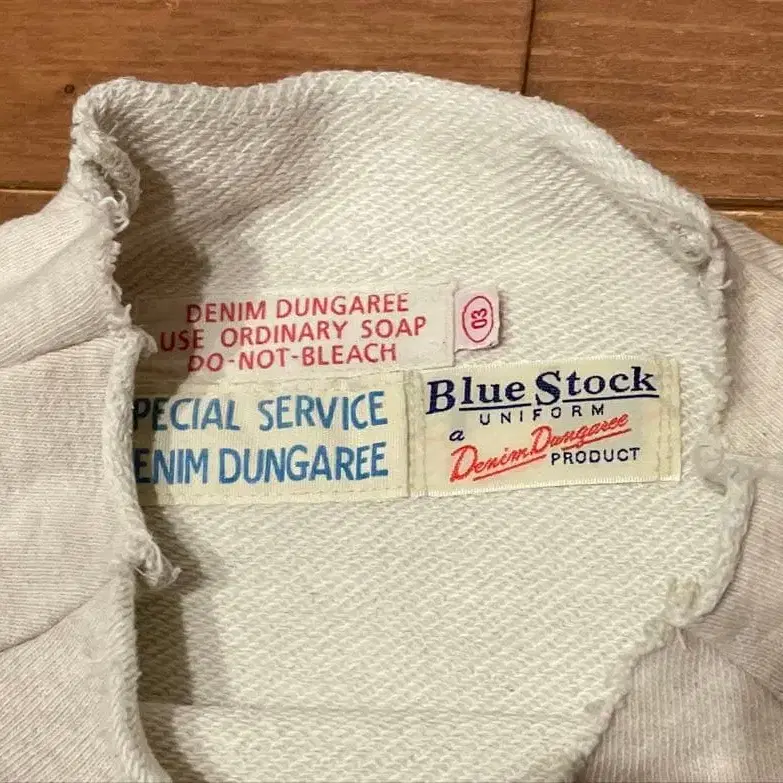 DENIM DUNGAREE
USE ORDINARY SOAP
DO-NOT-BLEACH
03
PECIAL SERVICE
ENIM DUNGAREE
Blue Stock
UNIFORM
a
Denim Dungaree
PRODUCT